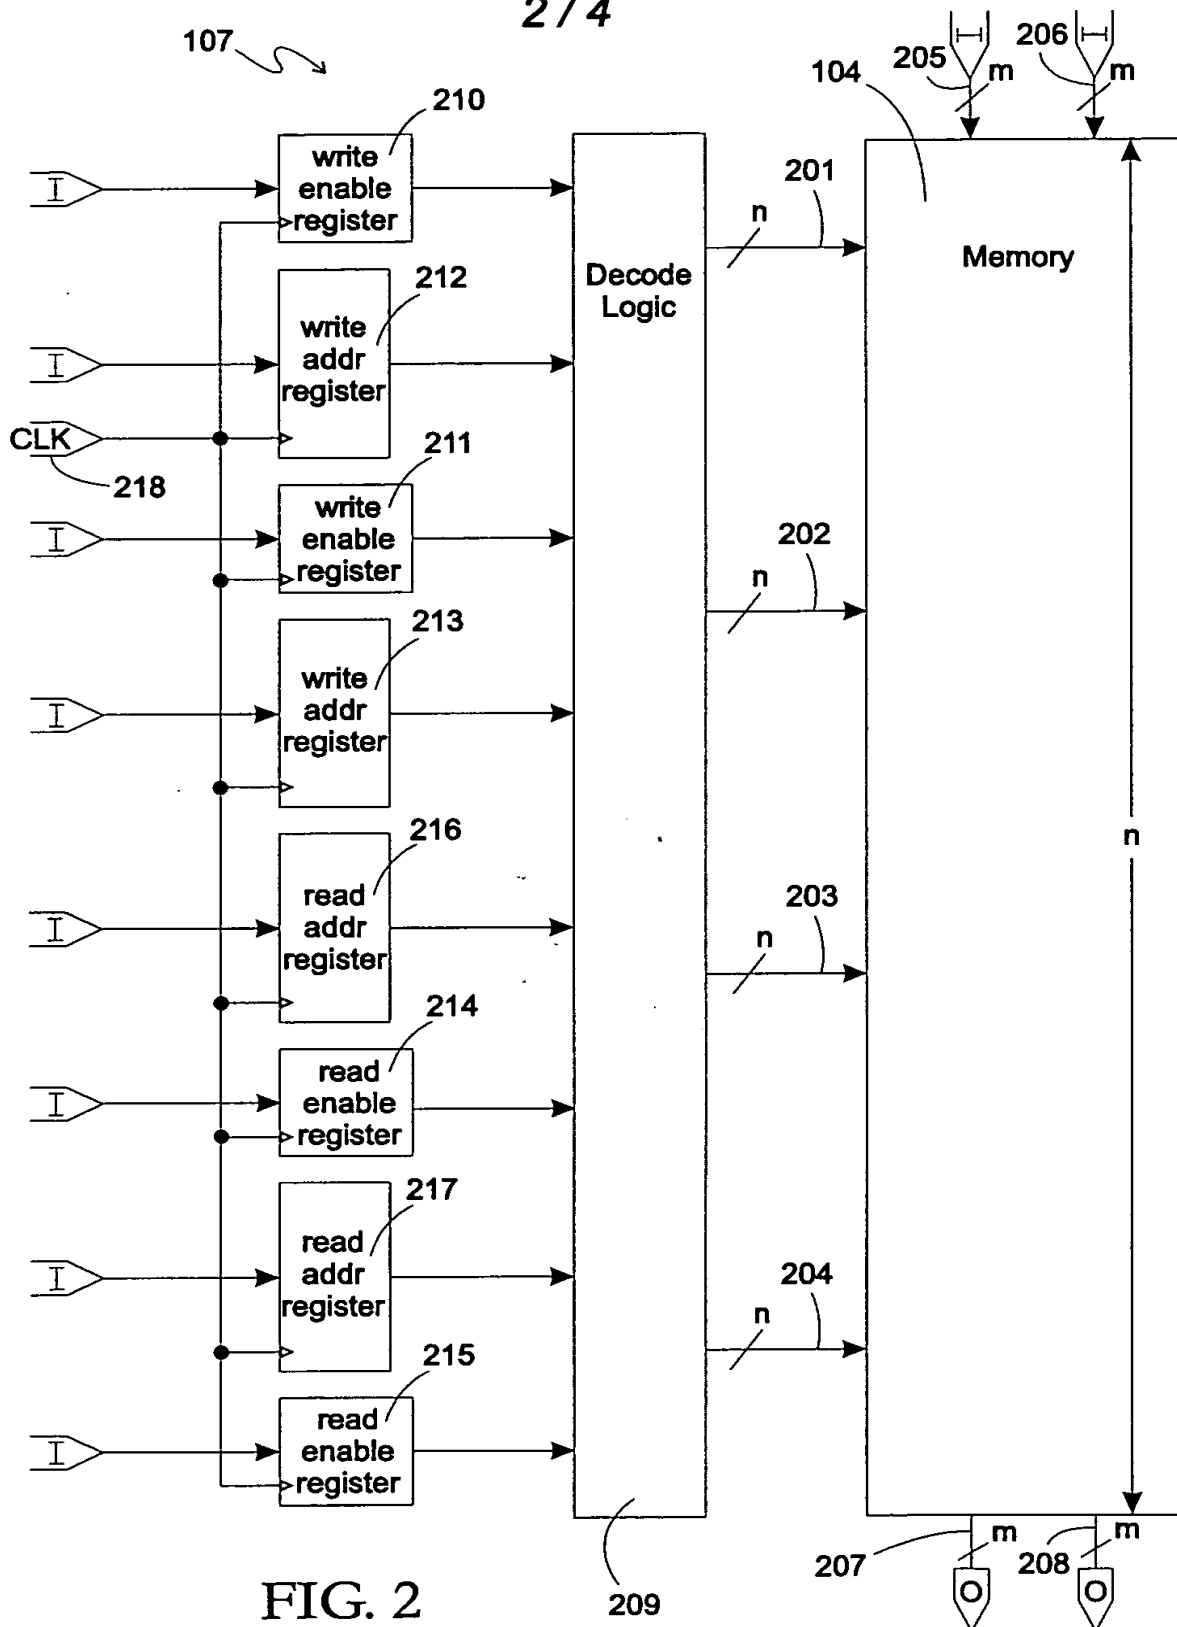 2/4
107
210
write
enable
register
I
212
write
addr
register
I
CLK
218
211
write
enable
register
I
213
write
addr
register
I
216
read
addr
register
I
214
read
enable
register
I
217
read
addr
register
I
215
read
enable
register
I
Decode
Logic
209
n
201
n
202
n
203
n
204
104
205
I
m
206
I
m
Memory
n
207
m
O
208
m
O
FIG. 2